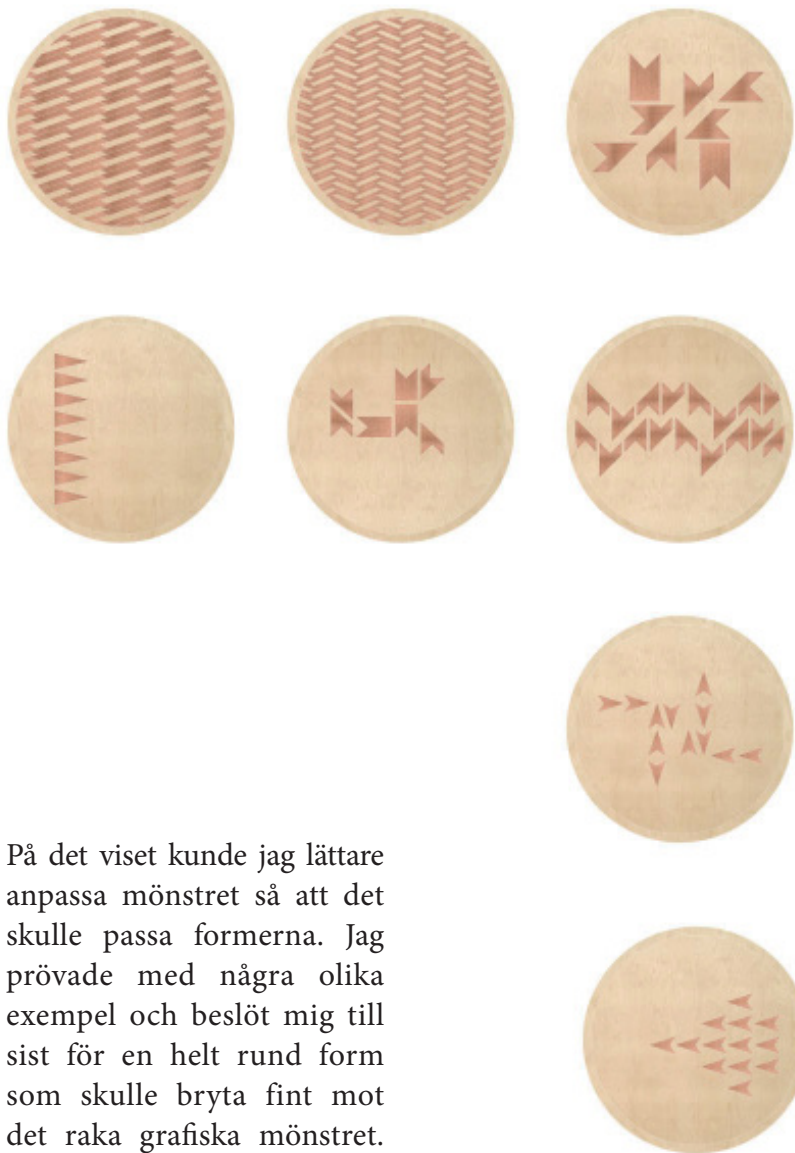 På det viset kunde jag lättare
anpassa mönstret så att det
skulle passa formerna. Jag
prövade med några olika
exempel och beslöt mig till
sist för en helt rund form
som skulle bryta fint mot
det raka grafiska mönstret.